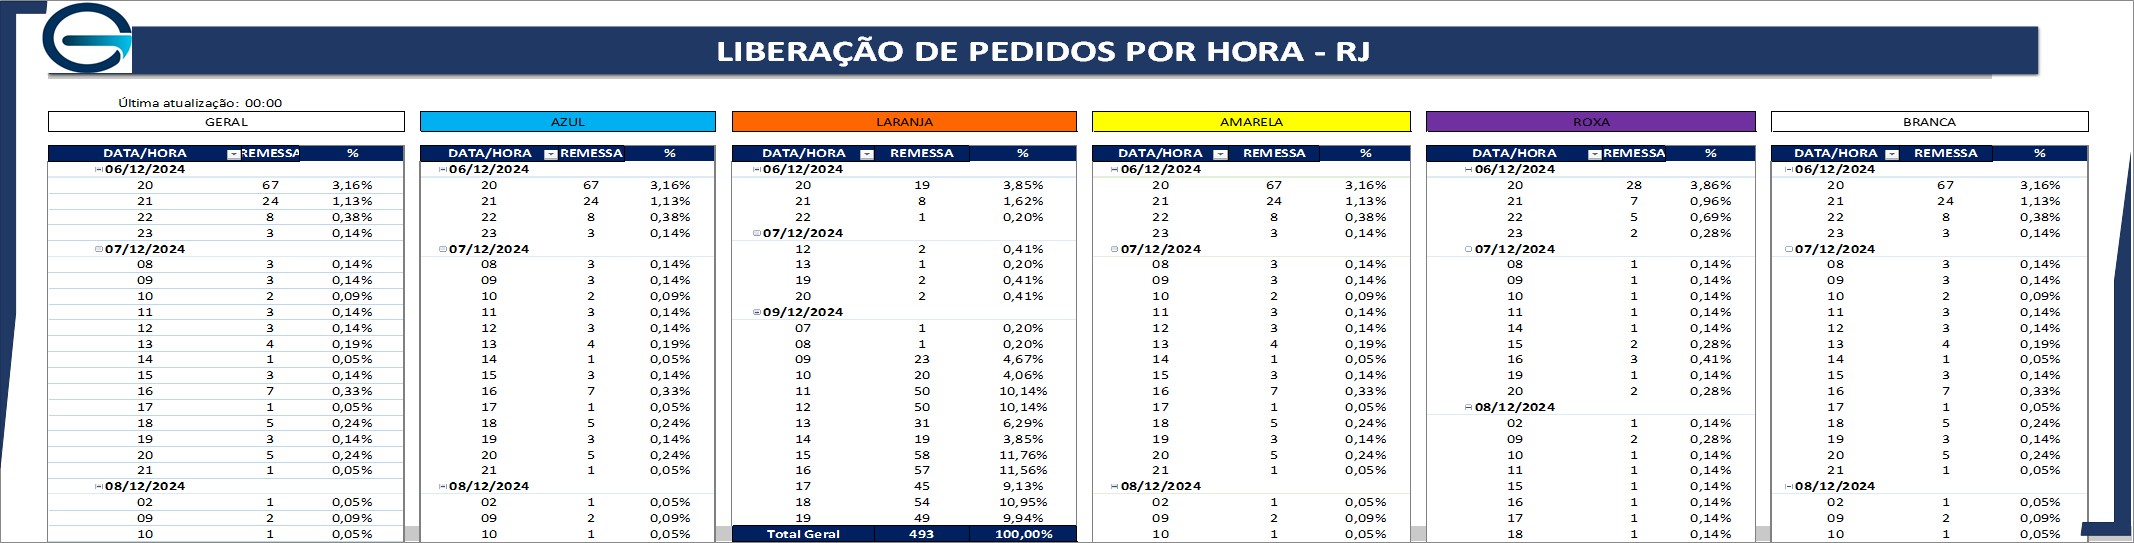 LIBERAÇÃO DE PEDIDOS POR HORA - RJ
Última atualização: 00:00
GERAL
DATA/HORA REMESSA %
06/12/2024
20 67 3,16%
21 24 1,13%
22 8 0,38%
23 3 0,14%
07/12/2024
08 3 0,14%
09 3 0,14%
10 2 0,09%
11 3 0,14%
12 3 0,14%
13 4 0,19%
14 1 0,05%
15 3 0,14%
16 7 0,33%
17 1 0,05%
18 5 0,24%
19 3 0,14%
20 5 0,24%
21 1 0,05%
08/12/2024
02 1 0,05%
09 2 0,09%
10 1 0,05%
AZUL
DATA/HORA REMESSA %
06/12/2024
20 67 3,16%
21 24 1,13%
22 8 0,38%
23 3 0,14%
07/12/2024
08 3 0,14%
09 3 0,14%
10 2 0,09%
11 3 0,14%
12 3 0,14%
13 4 0,19%
14 1 0,05%
15 3 0,14%
16 7 0,33%
17 1 0,05%
18 5 0,24%
19 3 0,14%
20 5 0,24%
21 1 0,05%
08/12/2024
02 1 0,05%
09 2 0,09%
10 1 0,05%
LARANJA
DATA/HORA REMESSA %
06/12/2024
20 19 3,85%
21 8 1,62%
22 1 0,20%
07/12/2024
12 2 0,41%
13 1 0,20%
19 2 0,41%
20 2 0,41%
09/12/2024
07 1 0,20%
08 1 0,20%
09 23 4,67%
10 20 4,06%
11 50 10,14%
12 50 10,14%
13 31 6,29%
14 19 3,85%
15 58 11,76%
16 57 11,56%
17 45 9,13%
18 54 10,95%
19 49 9,94%
Total Geral 493 100,00%
AMARELA
DATA/HORA REMESSA %
06/12/2024
20 67 3,16%
21 24 1,13%
22 8 0,38%
23 3 0,14%
07/12/2024
08 3 0,14%
09 3 0,14%
10 2 0,09%
11 3 0,14%
12 3 0,14%
13 4 0,19%
14 1 0,05%
15 3 0,14%
16 7 0,33%
17 1 0,05%
18 5 0,24%
19 3 0,14%
20 5 0,24%
21 1 0,05%
08/12/2024
02 1 0,05%
09 2 0,09%
10 1 0,05%
ROXA
DATA/HORA REMESSA %
06/12/2024
20 28 3,86%
21 7 0,96%
22 5 0,69%
23 2 0,28%
07/12/2024
08 1 0,14%
09 1 0,14%
10 1 0,14%
11 1 0,14%
14 1 0,14%
15 2 0,28%
16 3 0,41%
19 1 0,14%
20 2 0,28%
08/12/2024
02 1 0,14%
09 2 0,28%
10 1 0,14%
11 1 0,14%
15 1 0,14%
16 1 0,14%
17 1 0,14%
18 1 0,14%
BRANCA
DATA/HORA REMESSA %
06/12/2024
20 67 3,16%
21 24 1,13%
22 8 0,38%
23 3 0,14%
07/12/2024
08 3 0,14%
09 3 0,14%
10 2 0,09%
11 3 0,14%
12 3 0,14%
13 4 0,19%
14 1 0,05%
15 3 0,14%
16 7 0,33%
17 1 0,05%
18 5 0,24%
19 3 0,14%
20 5 0,24%
21 1 0,05%
08/12/2024
02 1 0,05%
09 2 0,09%
10 1 0,05%